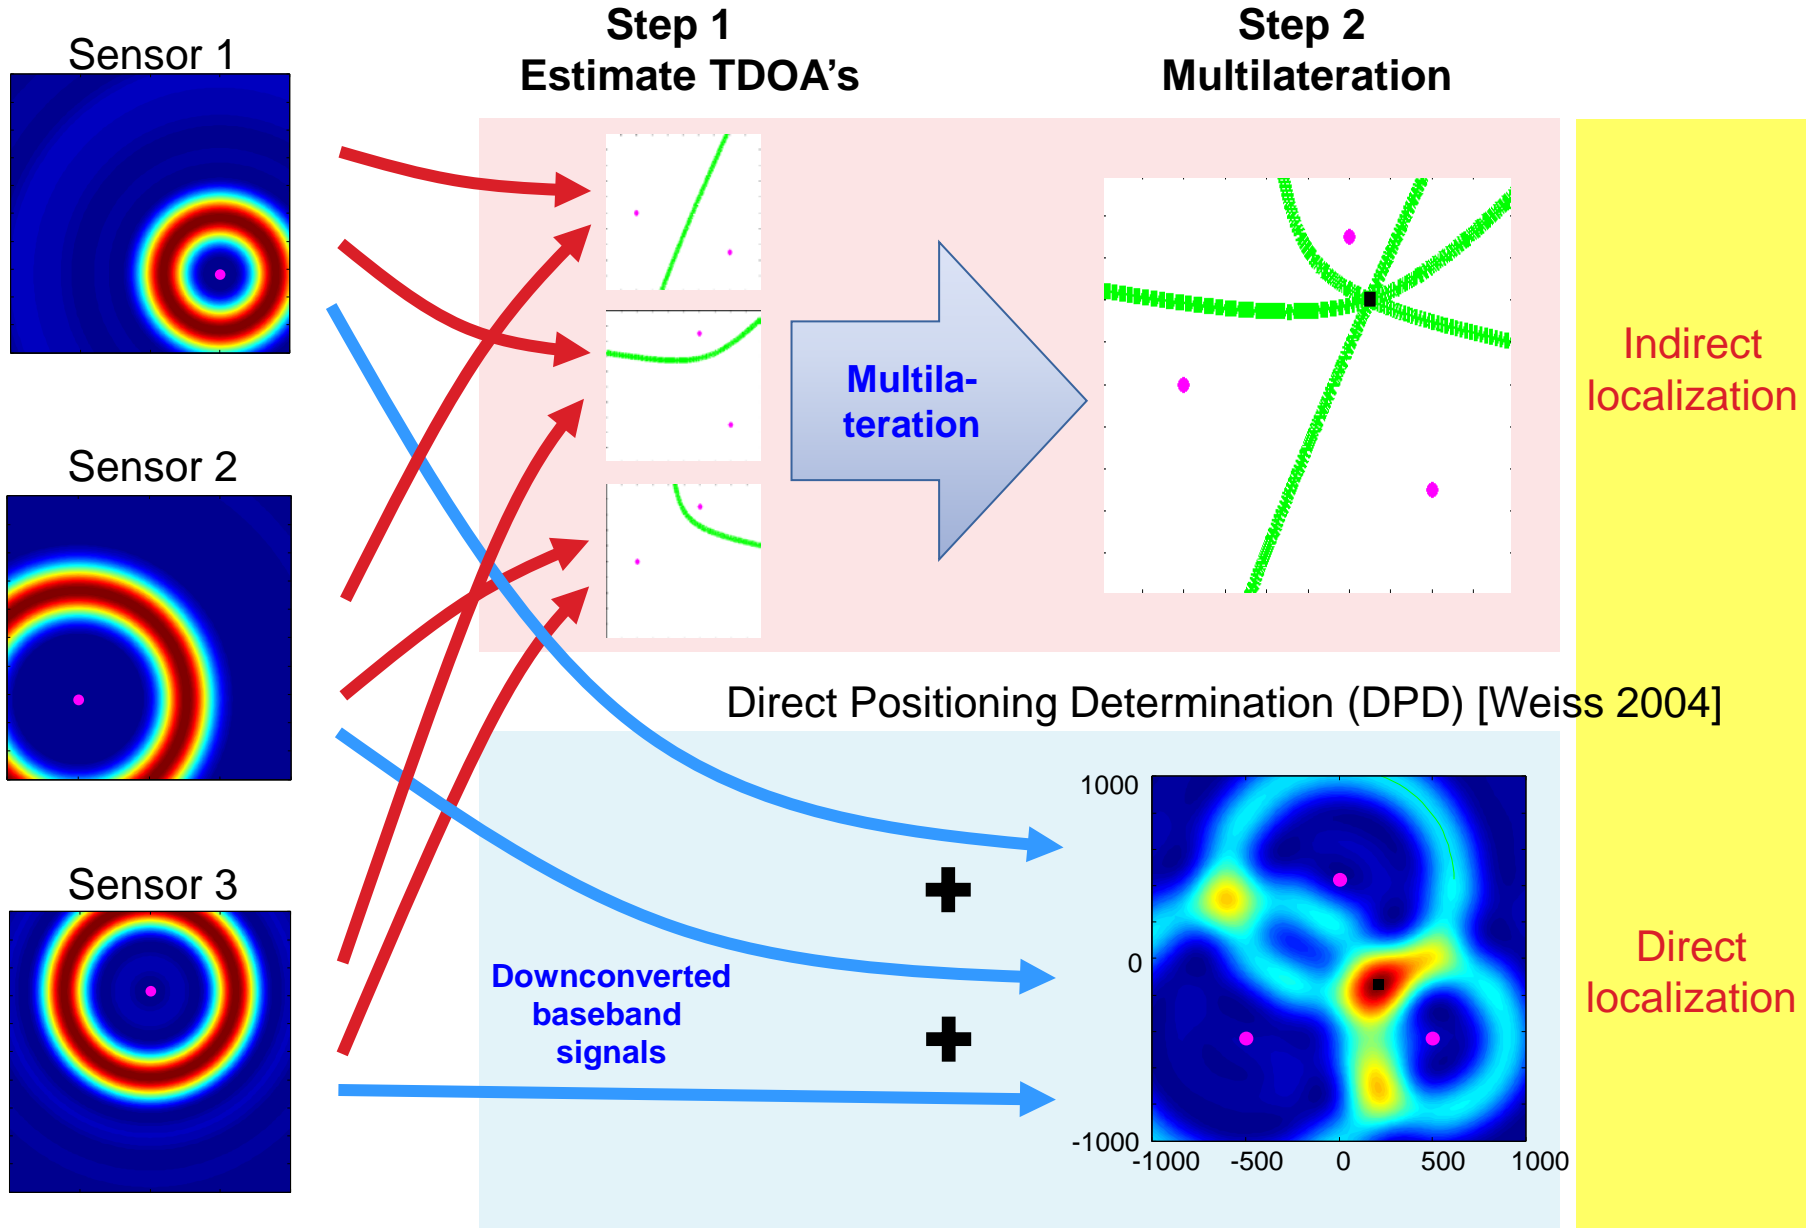 Sensor 1
Step 1
Estimate TDOA's
Step 2
Multilateration
Multila-
teration
Indirect
localization
Sensor 2
Direct Positioning Determination (DPD) [Weiss 2004]
Sensor 3
Downconverted
baseband
signals
1000
0
-1000
-1000 -500 0 500 1000
Direct
localization